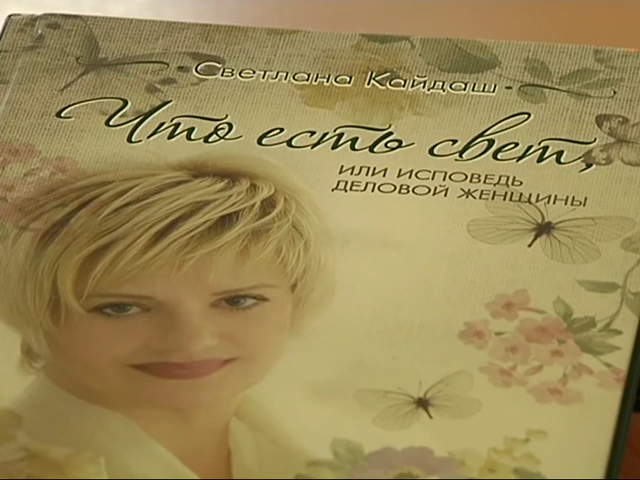 Светлана Кайдаш
Что есть свет,
ИЛИ ИСПОВЕДЬ
ДЕЛОВОЙ ЖЕНЩИНЫ